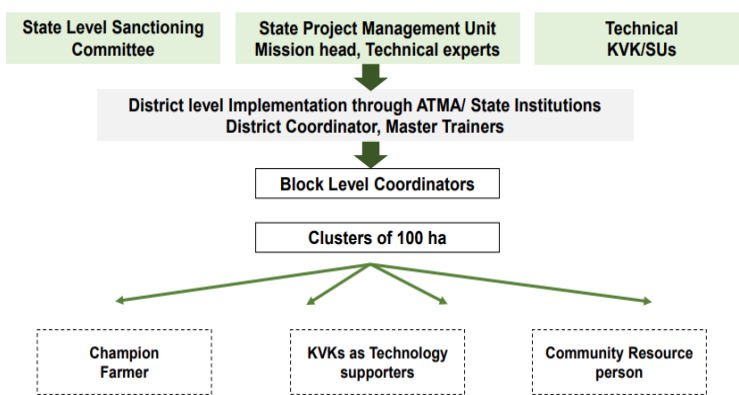 State Level Sanctioning
Committee
State Project Management Unit
Mission head, Technical experts
Technical
KVK/SUs
District level Implementation through ATMA/ State Institutions
District Coordinator, Master Trainers
Block Level Coordinators
Clusters of 100 ha
Champion
Farmer
KVKs as Technology
supporters
Community Resource
person